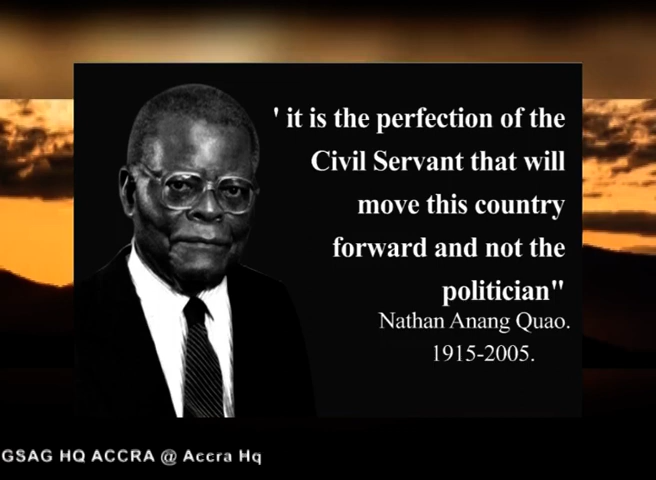 ' it is the perfection of the
Civil Servant that will
move this country
forward and not the
politician"
Nathan Anang Quao.
1915-2005.
GSAG HQ ACCRA @ Accra Hq